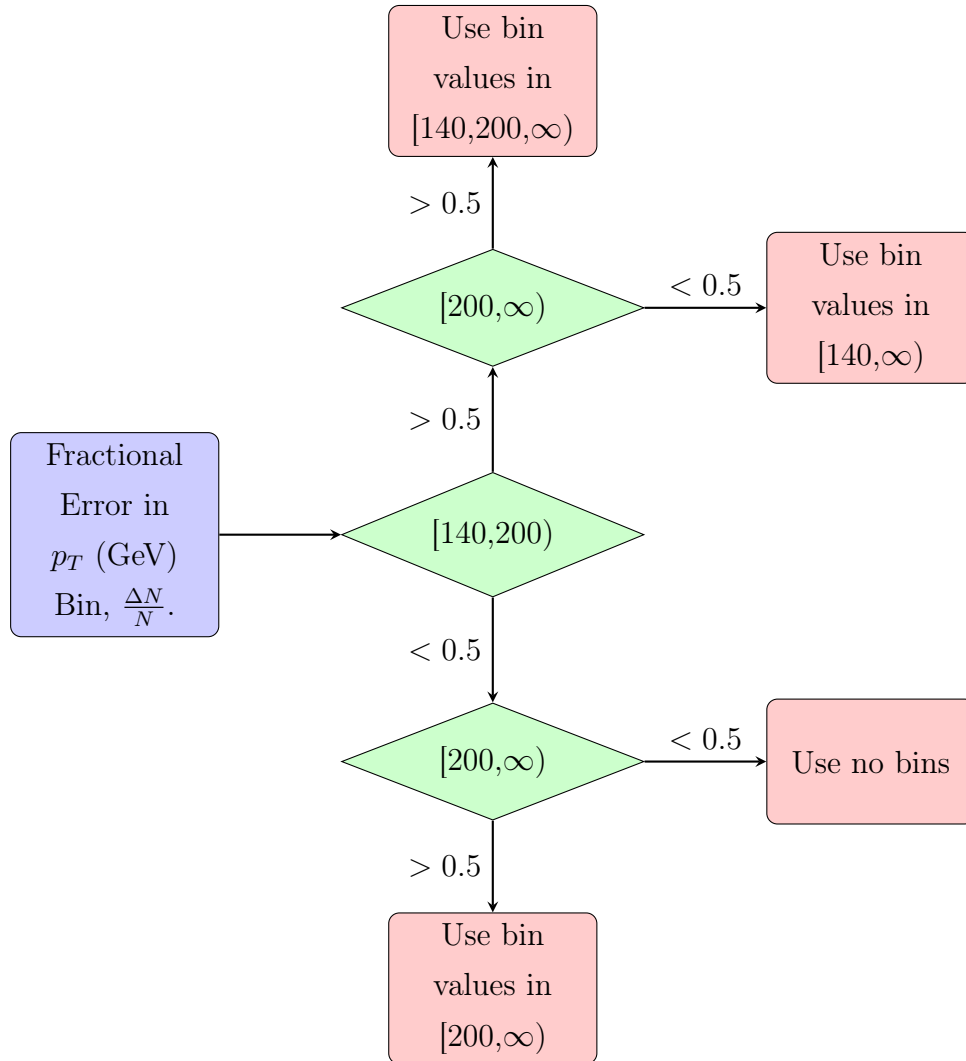 Use bin
values in
[140,200,∞)
> 0.5
[200,∞)
< 0.5
Use bin
values in
[140,∞)
> 0.5
Fractional
Error in
p_T (GeV)
Bin, ΔN/N.
[140,200)
< 0.5
[200,∞)
< 0.5
Use no bins
> 0.5
Use bin
values in
[200,∞)